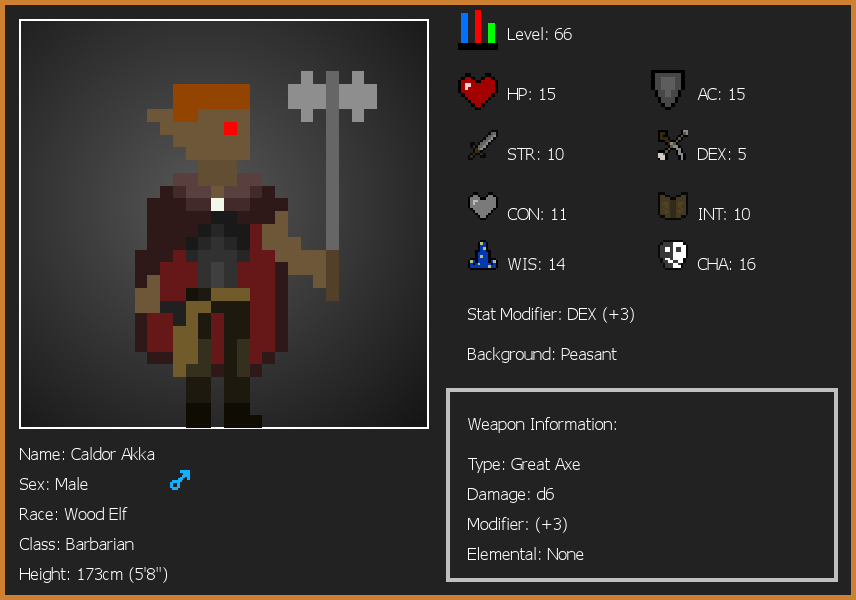 Level: 66
HP: 15
AC: 15
STR: 10
DEX: 5
CON: 11
INT: 10
WIS: 14
CHA: 16
Stat Modifier: DEX (+3)
Background: Peasant
Weapon Information:
Type: Great Axe
Damage: d6
Modifier: (+3)
Elemental: None
Name: Caldor Akka
Sex: Male
Race: Wood Elf
Class: Barbarian
Height: 173cm (5'8")